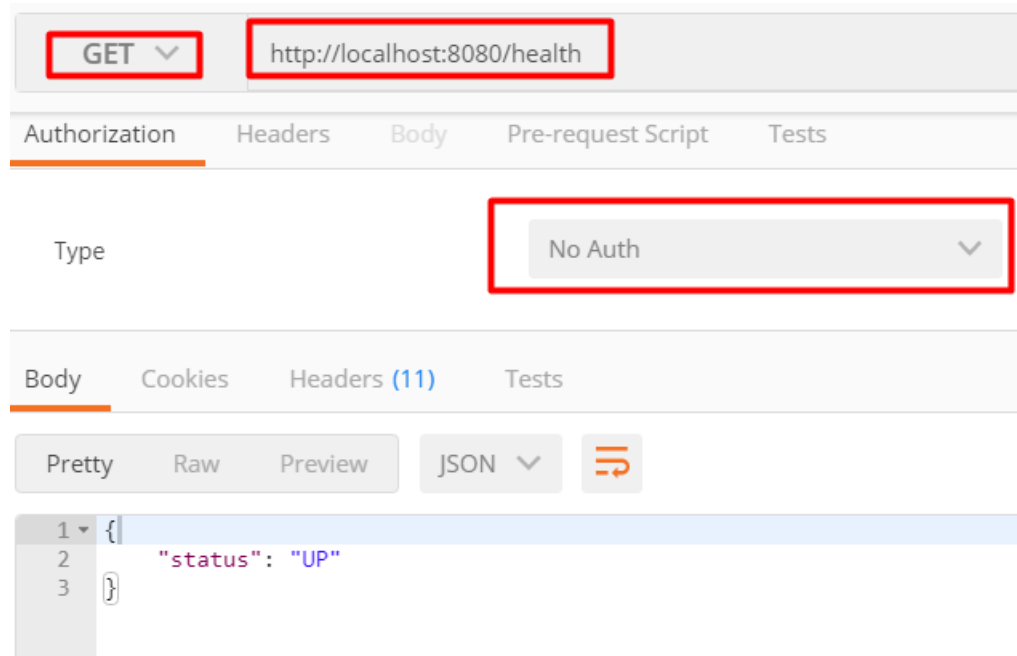 GET http://localhost:8080/health
Authorization Headers Body Pre-request Script Tests
Type No Auth
Body Cookies Headers (11) Tests
Pretty Raw Preview JSON
1 {
2 "status": "UP"
3 }